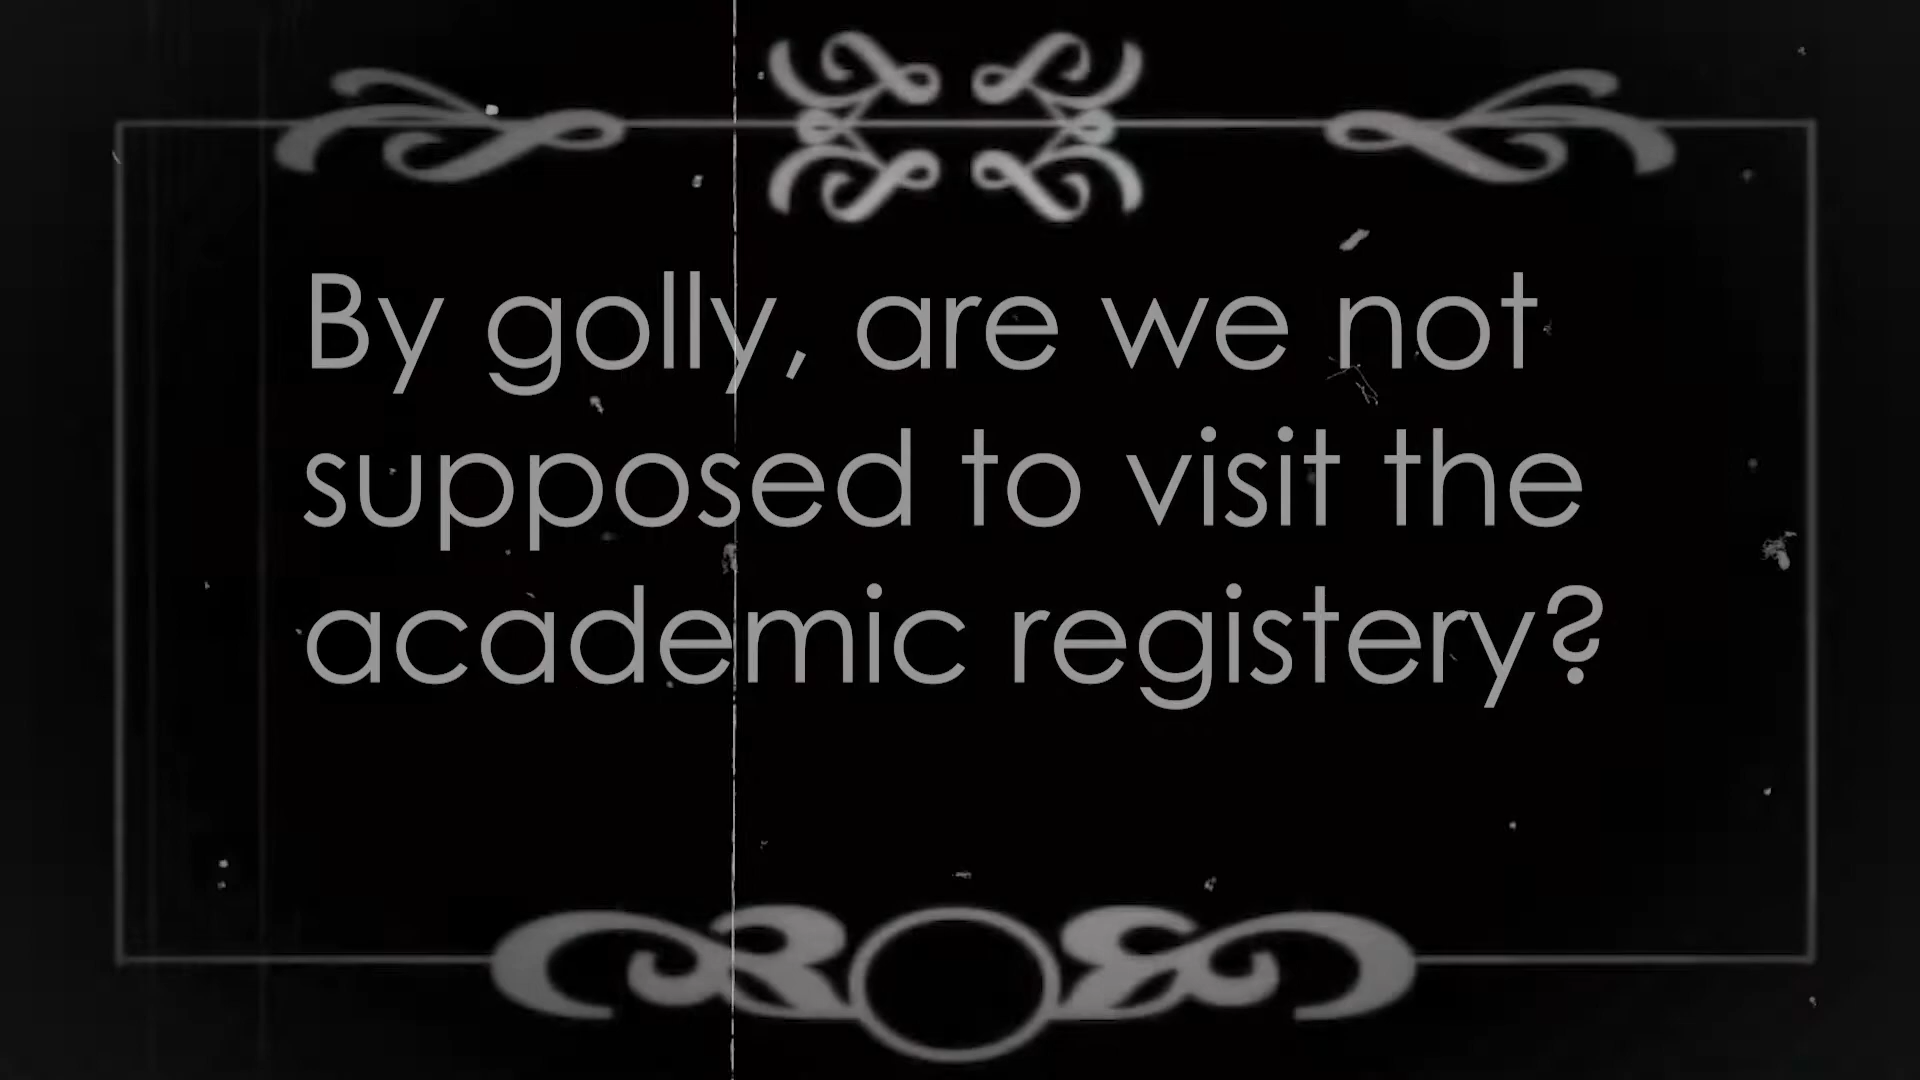 By golly, are we not
supposed to visit the
academic registery?